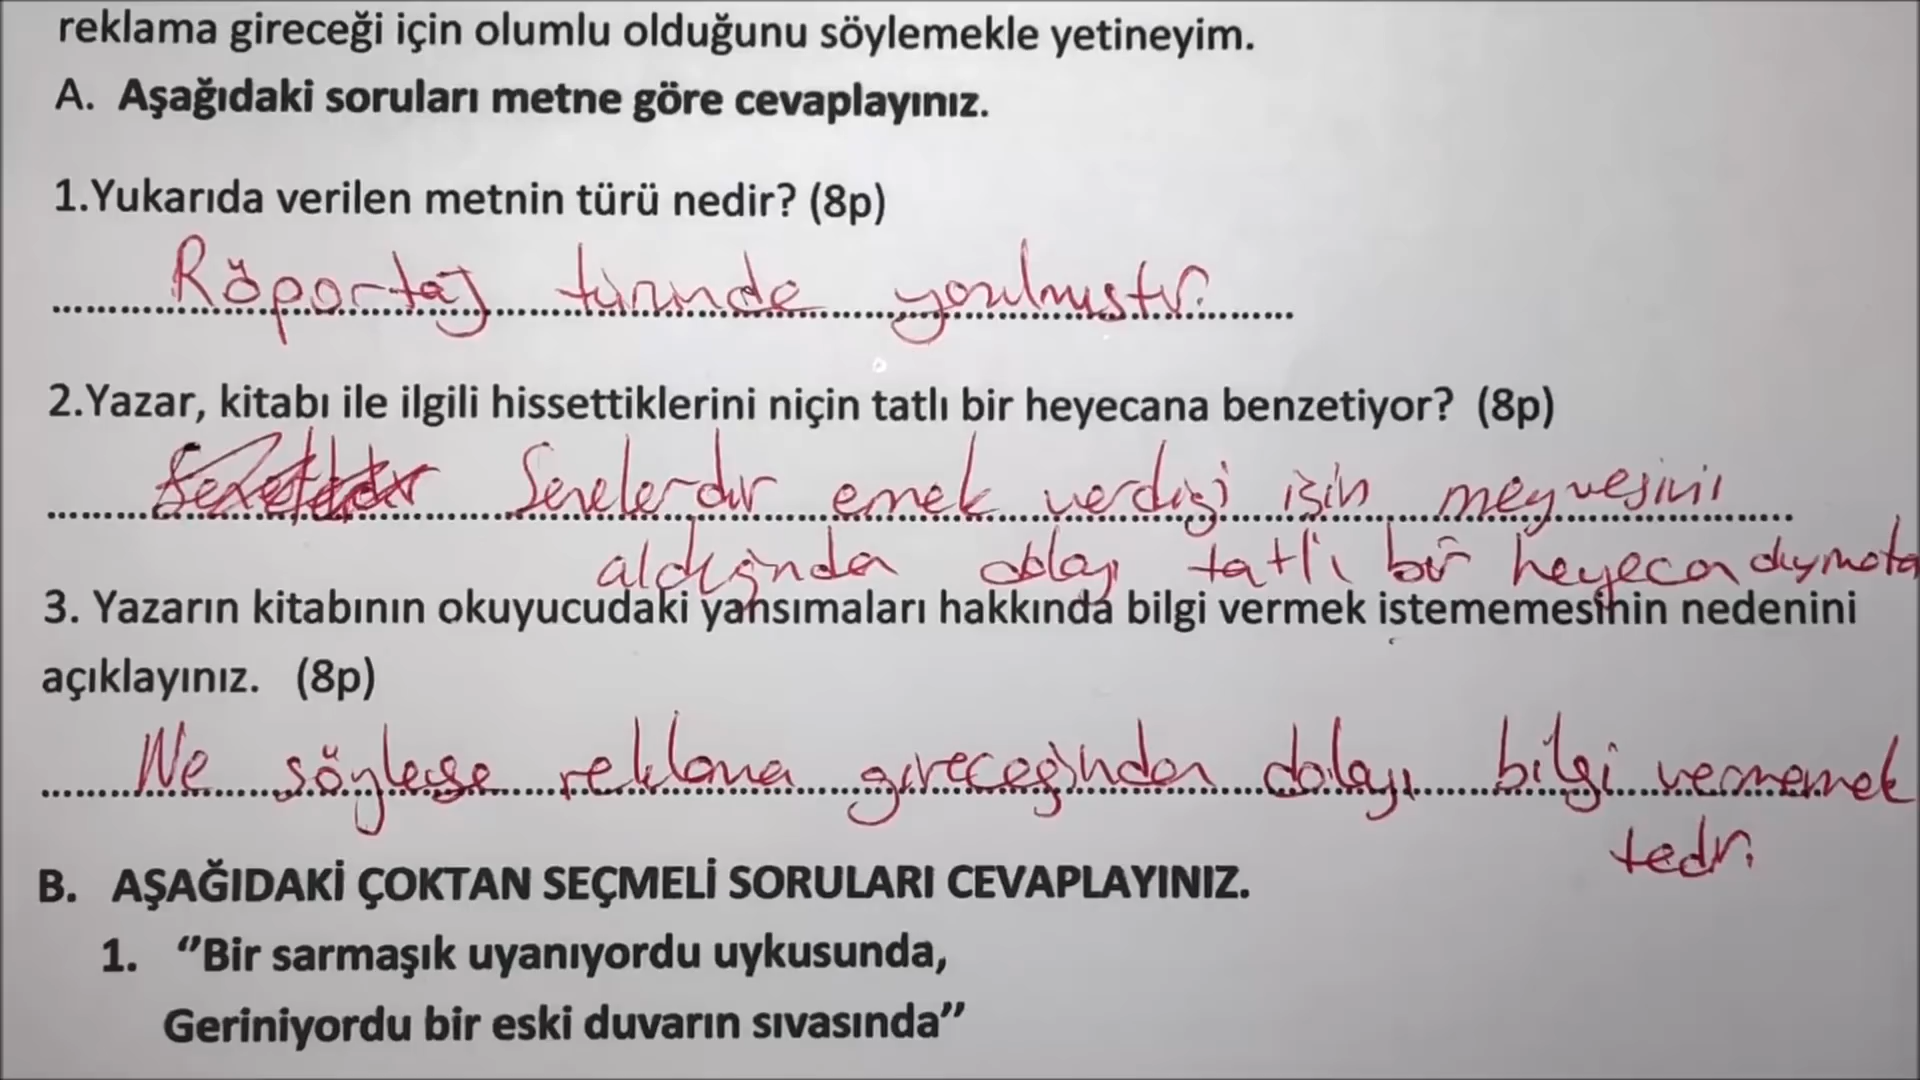 reklama gireceği için olumlu olduğunu söylemekle yetineyim.
A. Aşağıdaki soruları metne göre cevaplayınız.
1.Yukarıda verilen metnin türü nedir? (8p)
Röportaj türünde yazılmıştır.
2.Yazar, kitabı ile ilgili hissettiklerini niçin tatlı bir heyecana benzetiyor? (8p)
Senelerdir emek verdiği için meyvesini
aldığından dolayı tatlı bir heyecan duymakta
3. Yazarın kitabının okuyucudaki yansımaları hakkında bilgi vermek istememesinin nedenini
açıklayınız. (8p)
Ne söylese reklama gireceğinden dolayı bilgi vermemek
tedir.
B. AŞAĞIDAKİ ÇOKTAN SEÇMELİ SORULARI CEVAPLAYINIZ.
1. ‘’Bir sarmaşık uyanıyordu uykusunda,
Geriniyordu bir eski duvarın sıvasında’’